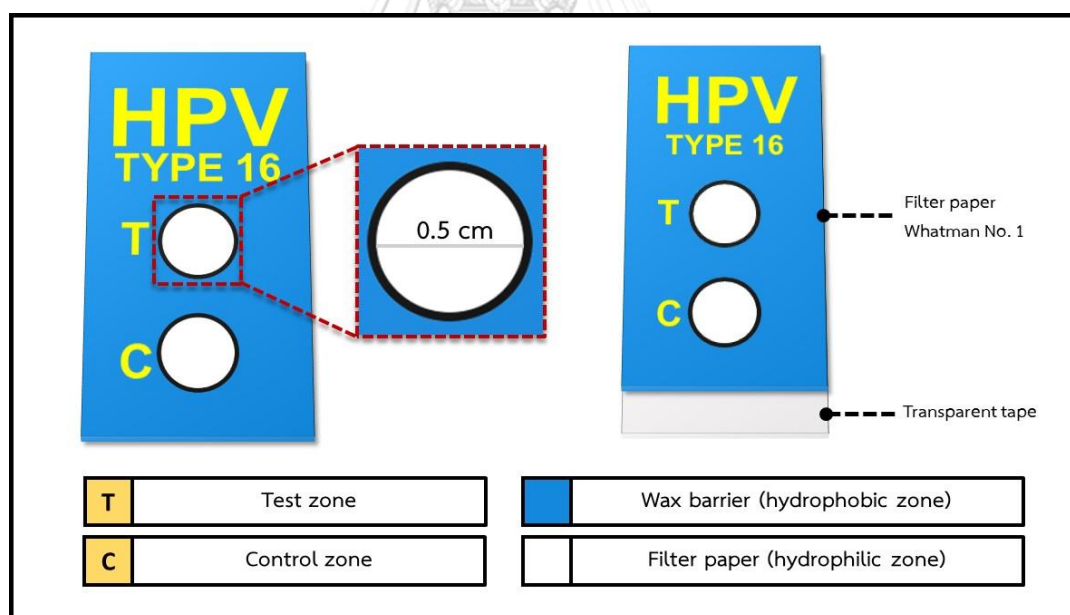 HPV
TYPE 16
T
C
0.5 cm
HPV
TYPE 16
T
C
Filter paper
Whatman No. 1
Transparent tape
T Test zone
Wax barrier (hydrophobic zone)
C Control zone
Filter paper (hydrophilic zone)